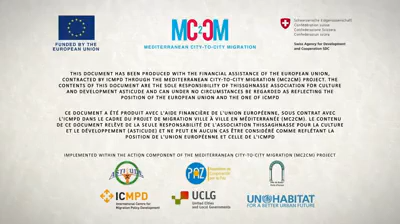 MC2CM
MEDITERRANEAN CITY-TO-CITY MIGRATION
FUNDED BY THE
EUROPEAN UNION
Schweizerische Eidgenossenschaft
Confédération suisse
Confederazione Svizzera
Confederaziun svizra
Swiss Agency for Development
and Cooperation SDC
THIS DOCUMENT HAS BEEN PRODUCED WITH THE FINANCIAL ASSISTANCE OF THE EUROPEAN UNION,
CONTRACTED BY ICMPD THROUGH THE MEDITERRANEAN CITY-TO-CITY MIGRATION (MC2CM) PROJECT. THE
CONTENTS OF THIS DOCUMENT ARE THE SOLE RESPONSIBILITY OF THISSGHNASSE ASSOCIATION FOR CULTURE
AND DEVELOPMENT ASTICUDE AND CAN UNDER NO CIRCUMSTANCES BE REGARDED AS REFLECTING THE
POSITION OF THE EUROPEAN UNION AND THE ONE OF ICMPD
CE DOCUMENT A ÉTÉ PRODUIT AVEC L'AIDE FINANCIÈRE DE L'UNION EUROPÉENNE, SOUS CONTRAT AVEC
L'ICMPD DANS LE CADRE DU PROJET DE MIGRATION VILLE À VILLE EN MÉDITERRANÉE (MC2CM). LE CONTENU
DE CE DOCUMENT RELÈVE DE LA SEULE RESPONSABILITÉ DE L'ASSOCIATION THISSAGHNASSE POUR LA CULTURE
ET LE DÉVELOPPEMENT (ASTICUDE) ET NE PEUT EN AUCUN CAS ÊTRE CONSIDÉRÉ COMME REFLÉTANT LA
POSITION DE L'UNION EUROPÉENNE ET CELLE DE L'ICMPD
IMPLEMENTED WITHIN THE ACTION COMPONENT OF THE MEDITERRANEAN CITY-TO-CITY MIGRATION (MC2CM) PROJECT
PAZ
ICMPD
International Centre for
Migration Policy Development
UCLG
United Cities
and Local Governments
UN HABITAT
FOR A BETTER URBAN FUTURE